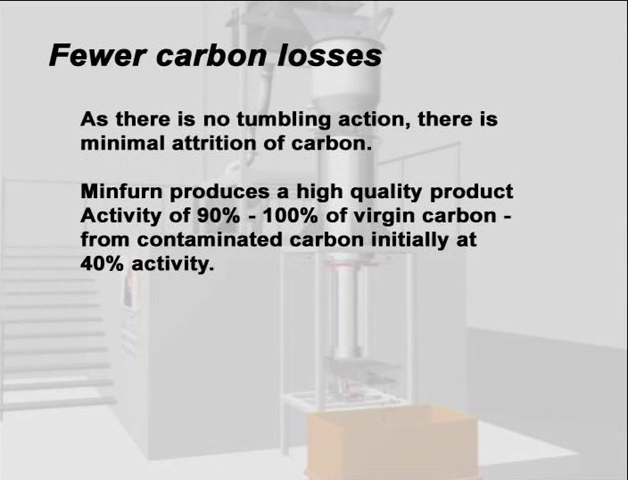 Fewer carbon losses
As there is no tumbling action, there is
minimal attrition of carbon.
Minfurn produces a high quality product
Activity of 90% - 100% of virgin carbon -
from contaminated carbon initially at
40% activity.